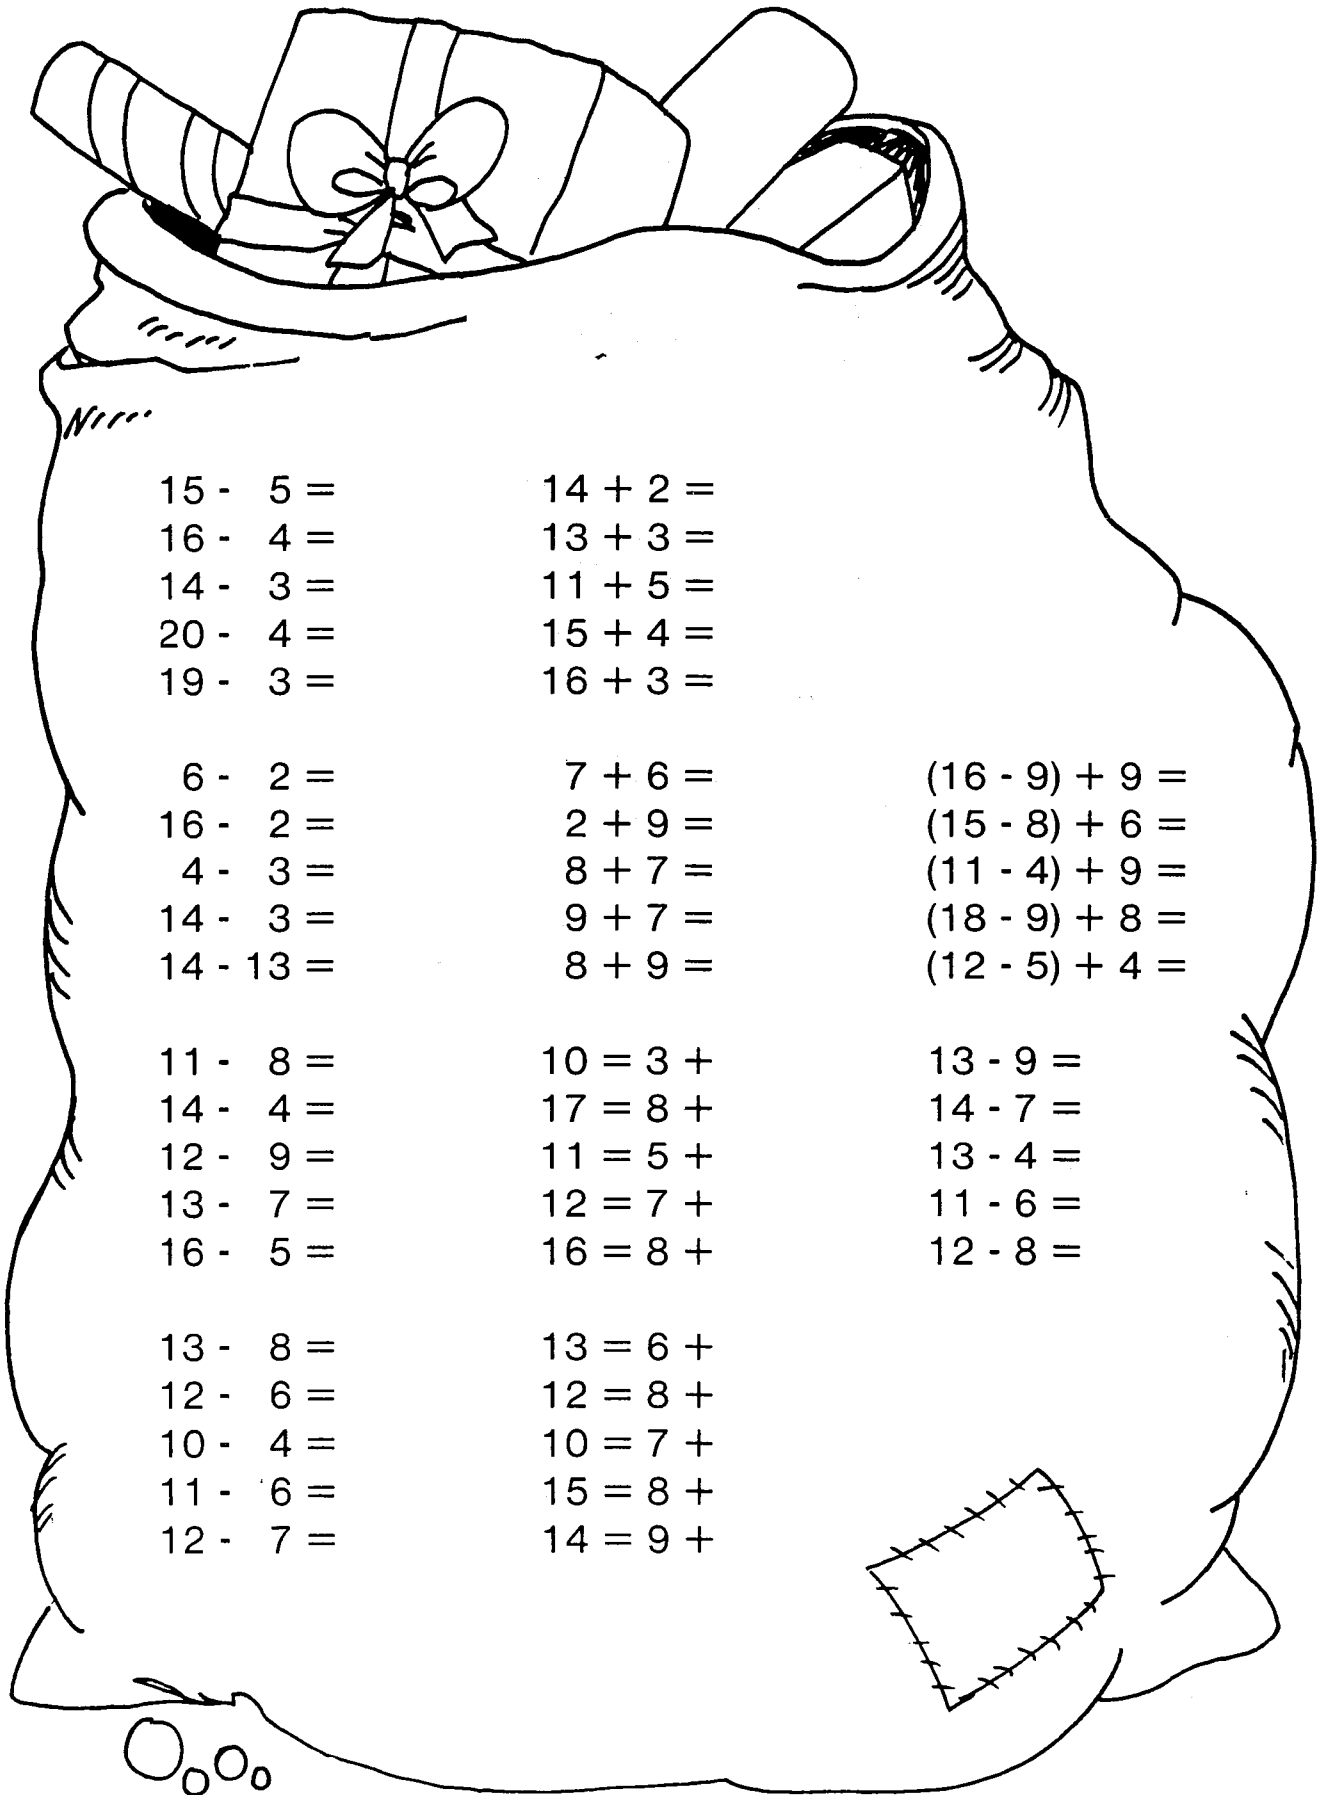 15 - 5 = 14 + 2 =
16 - 4 = 13 + 3 =
14 - 3 = 11 + 5 =
20 - 4 = 15 + 4 =
19 - 3 = 16 + 3 =
6 - 2 = 7 + 6 = (16 - 9) + 9 =
16 - 2 = 2 + 9 = (15 - 8) + 6 =
4 - 3 = 8 + 7 = (11 - 4) + 9 =
14 - 3 = 9 + 7 = (18 - 9) + 8 =
14 - 13 = 8 + 9 = (12 - 5) + 4 =
11 - 8 = 10 = 3 + 13 - 9 =
14 - 4 = 17 = 8 + 14 - 7 =
12 - 9 = 11 = 5 + 13 - 4 =
13 - 7 = 12 = 7 + 11 - 6 =
16 - 5 = 16 = 8 + 12 - 8 =
13 - 8 = 13 = 6 +
12 - 6 = 12 = 8 +
10 - 4 = 10 = 7 +
11 - 6 = 15 = 8 +
12 - 7 = 14 = 9 +